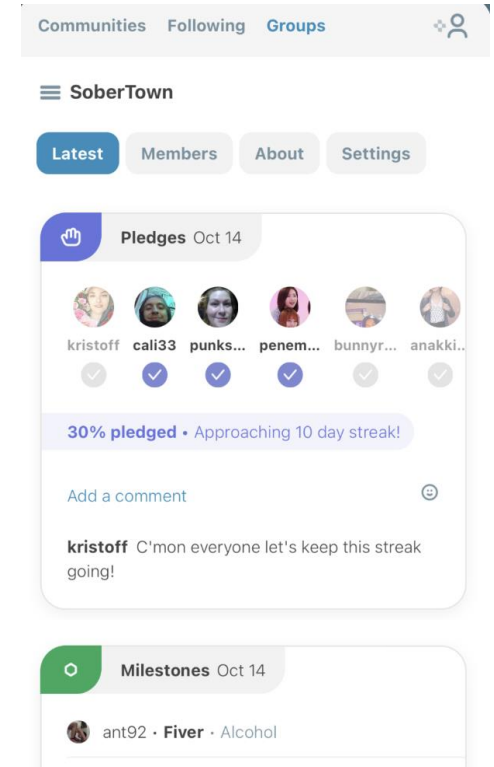 Communities Following Groups
SoberTown
Latest Members About Settings
Pledges Oct 14
kristoff cali33 punks... penem... bunnyr... anakki..
30% pledged • Approaching 10 day streak!
Add a comment
kristoff C'mon everyone let's keep this streak
going!
Milestones Oct 14
ant92 · Fiver · Alcohol